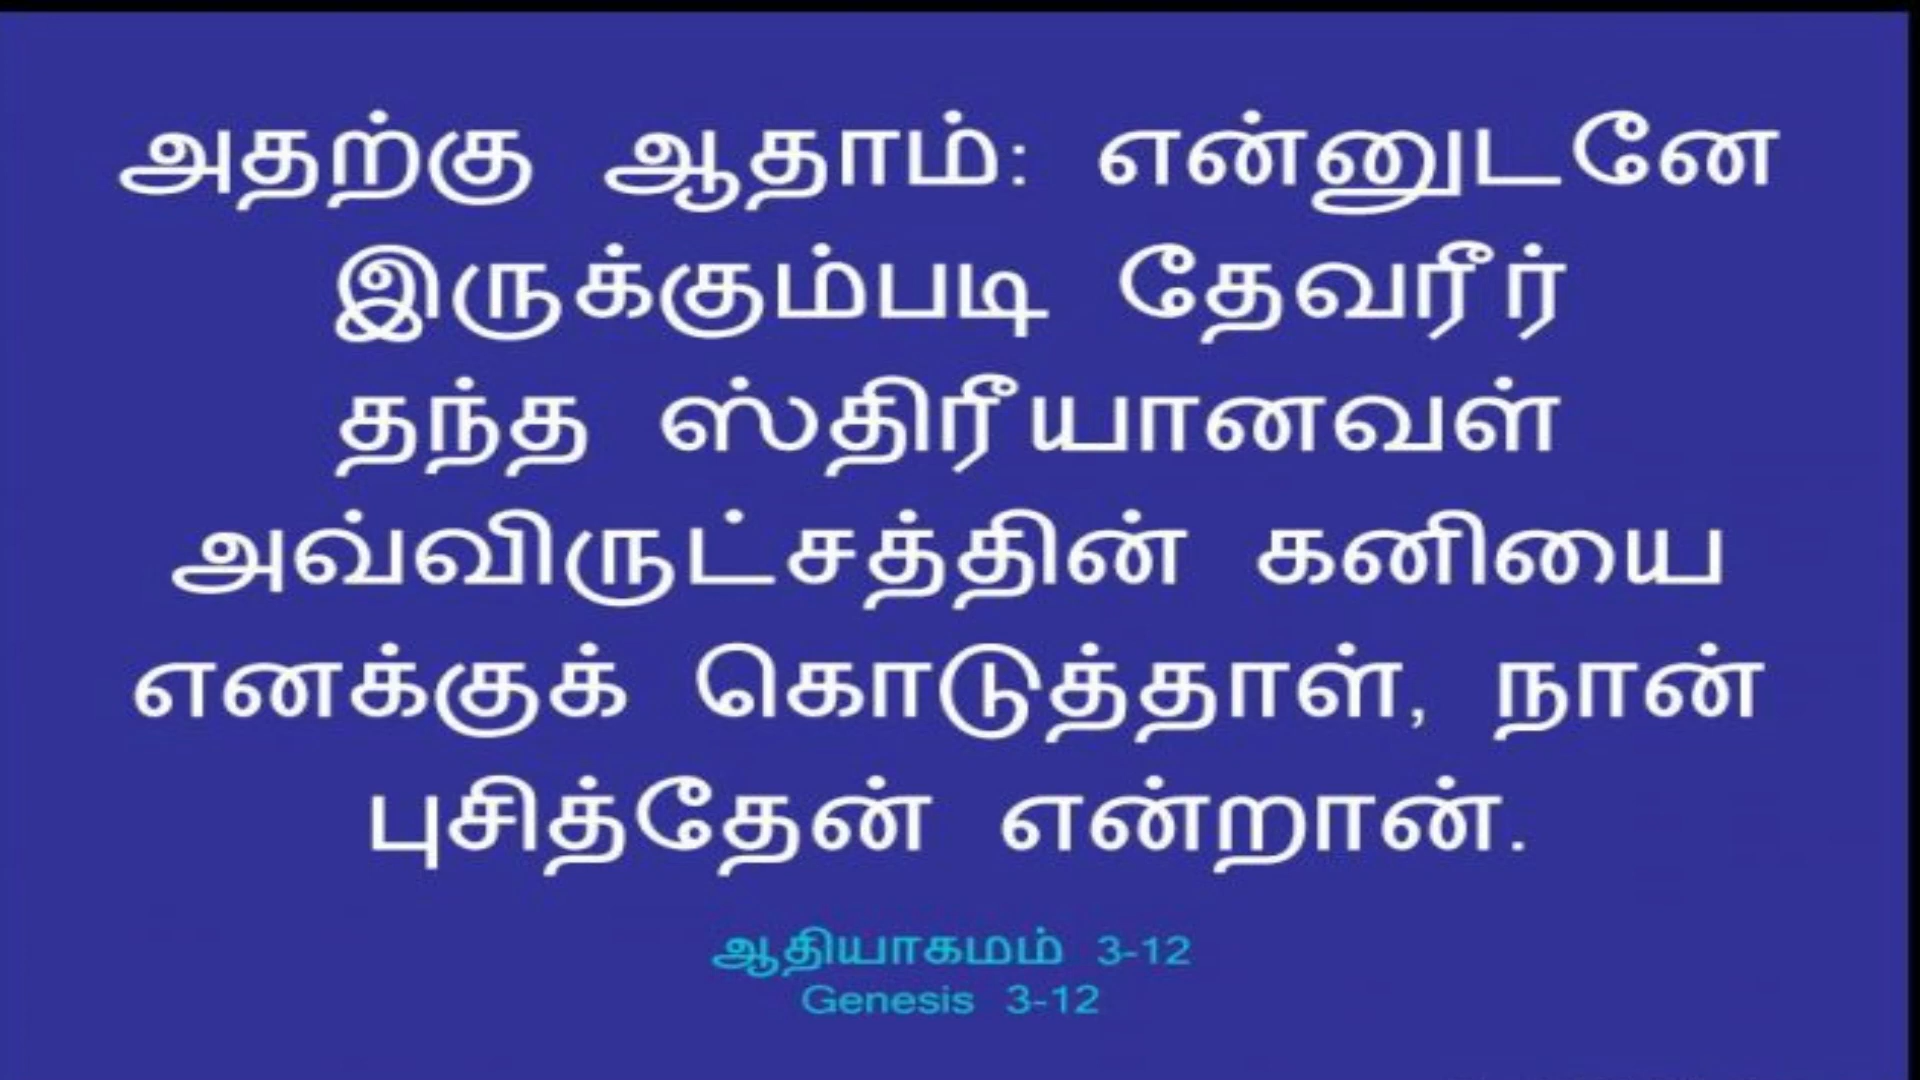 அதற்கு ஆதாம்: என்னுடனே
இருக்கும்படி தேவரீர்
தந்த ஸ்திரீயானவள்
அவ்விருட்சத்தின் கனியை
எனக்குக் கொடுத்தாள், நான்
புசித்தேன் என்றான்.
ஆதியாகமம் 3-12
Genesis 3-12